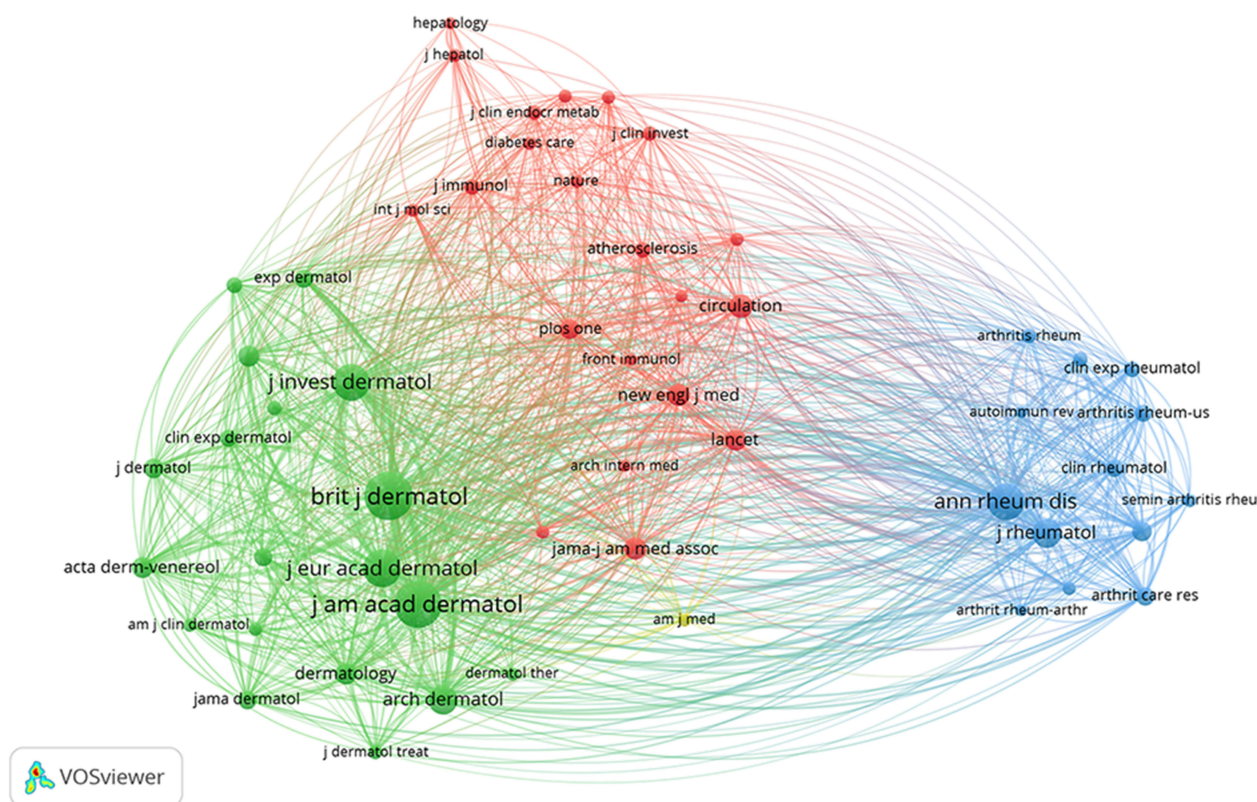 hepatology
j hepatol
j clin endocr metab
j clin invest
diabetes care
nature
j immunol
int j mol sci
atherosclerosis
exp dermatol
circulation
plos one
arthritis rheum
front immunol
clin exp rheumatol
j invest dermatol
new engl j med
autoimmun rev
arthritis rheum-us
clin exp dermatol
lancet
j dermatol
arch intern med
clin rheumatol
brit j dermatol
ann rheum dis
semin arthritis rheu
j rheumatol
jama-j am med assoc
acta derm-venereol
j eur acad dermatol
arthrit care res
j am acad dermatol
arthrit rheum-arthr
am j clin dermatol
am j med
dermatology
dermatol ther
jama dermatol
arch dermatol
j dermatol treat
VOSviewer